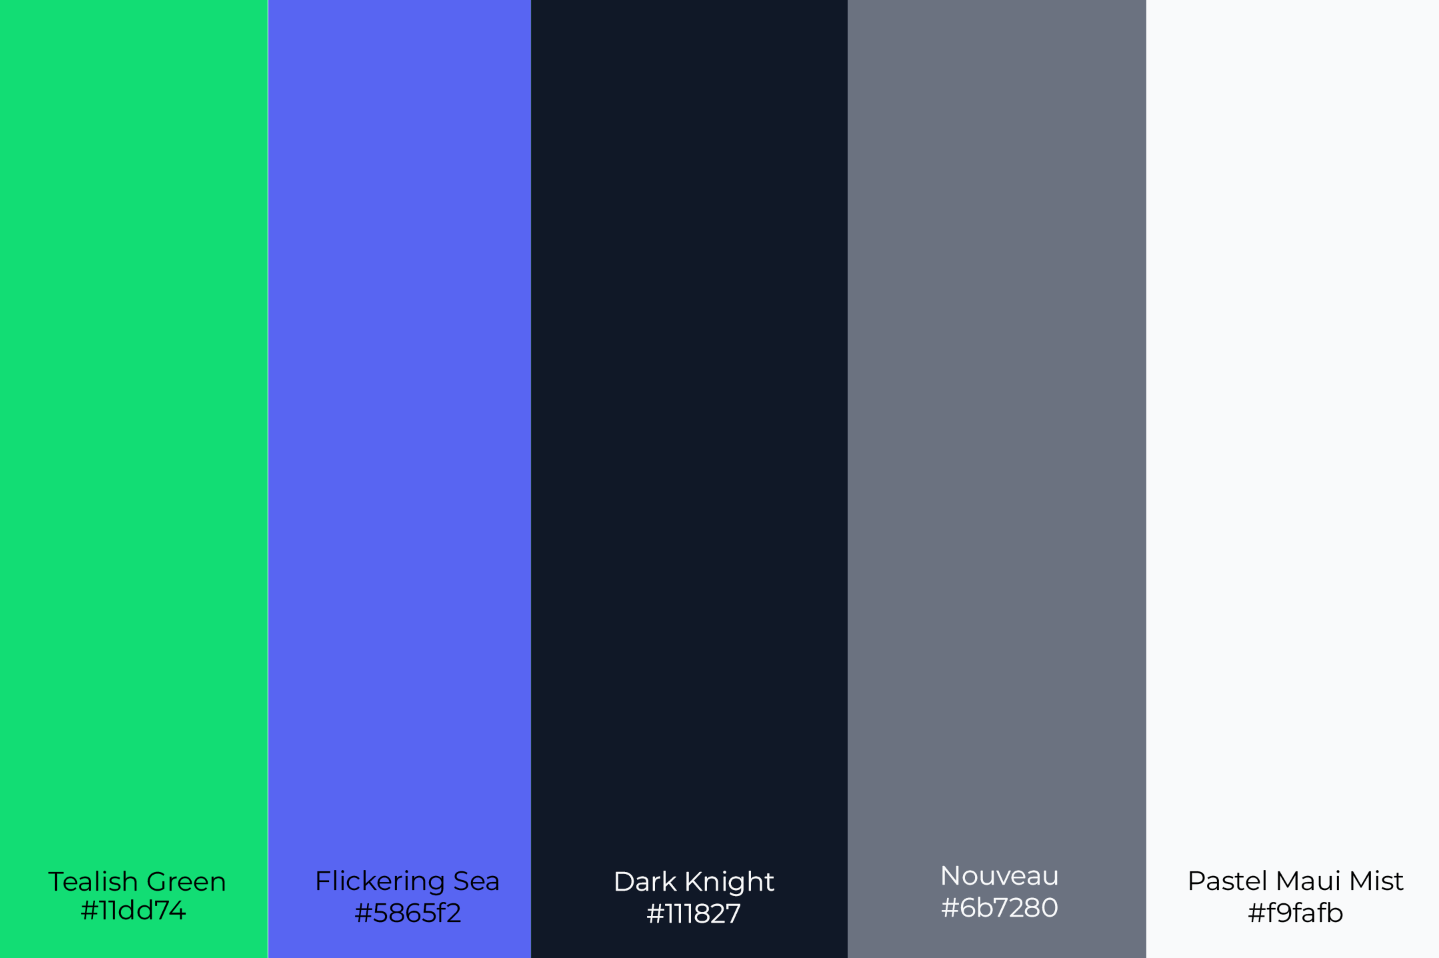 Tealish Green
#11dd74
Flickering Sea
#5865f2
Dark Knight
#111827
Nouveau
#6b7280
Pastel Maui Mist
#f9fafb